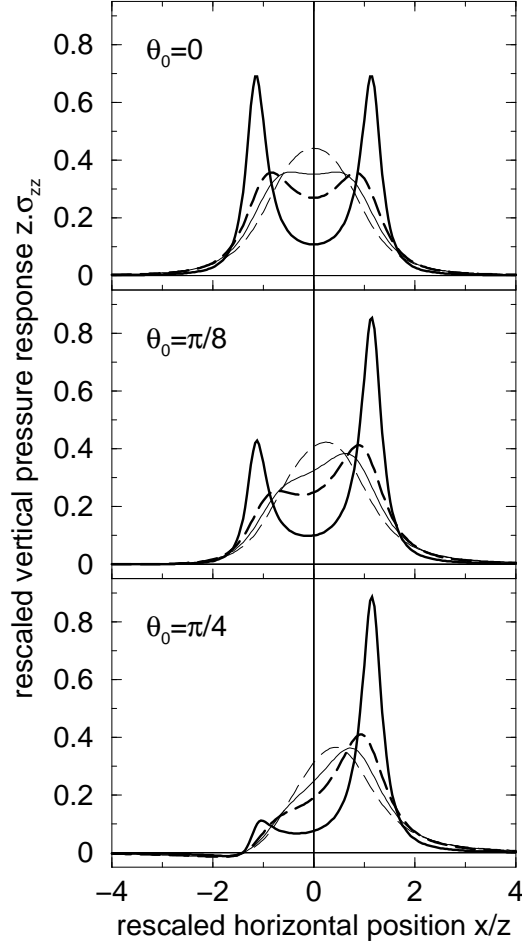 rescaled vertical pressure response z.σzz
0.8
θ0=0
0.6
0.4
0.2
0
0.8
θ0=π/8
0.6
0.4
0.2
0
0.8
θ0=π/4
0.6
0.4
0.2
0
−4 −2 0 2 4
rescaled horizontal position x/z